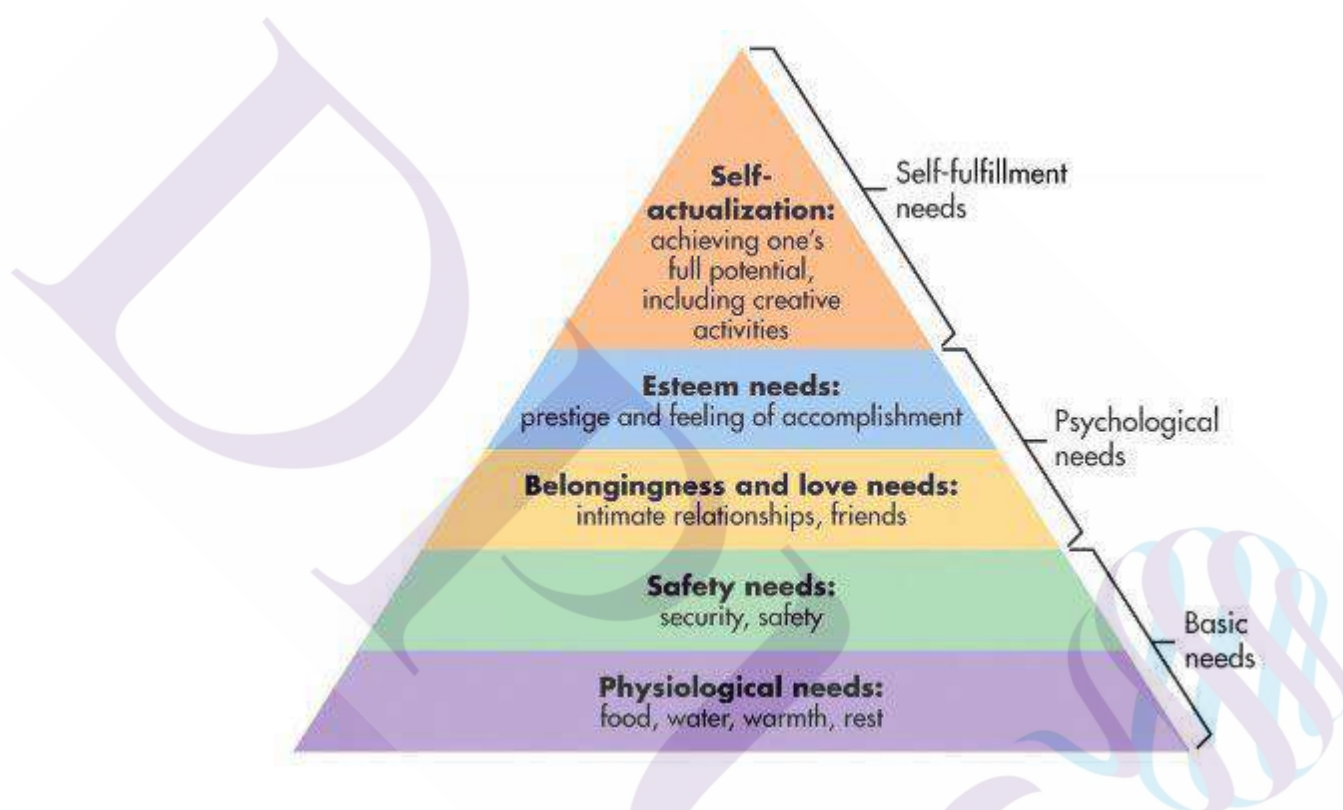 Self-
actualization:
achieving one's
full potential,
including creative
activities
Self-fulfillment
needs
Esteem needs:
prestige and feeling of accomplishment
Psychological
needs
Belongingness and love needs:
intimate relationships, friends
Safety needs:
security, safety
Basic
needs
Physiological needs:
food, water, warmth, rest